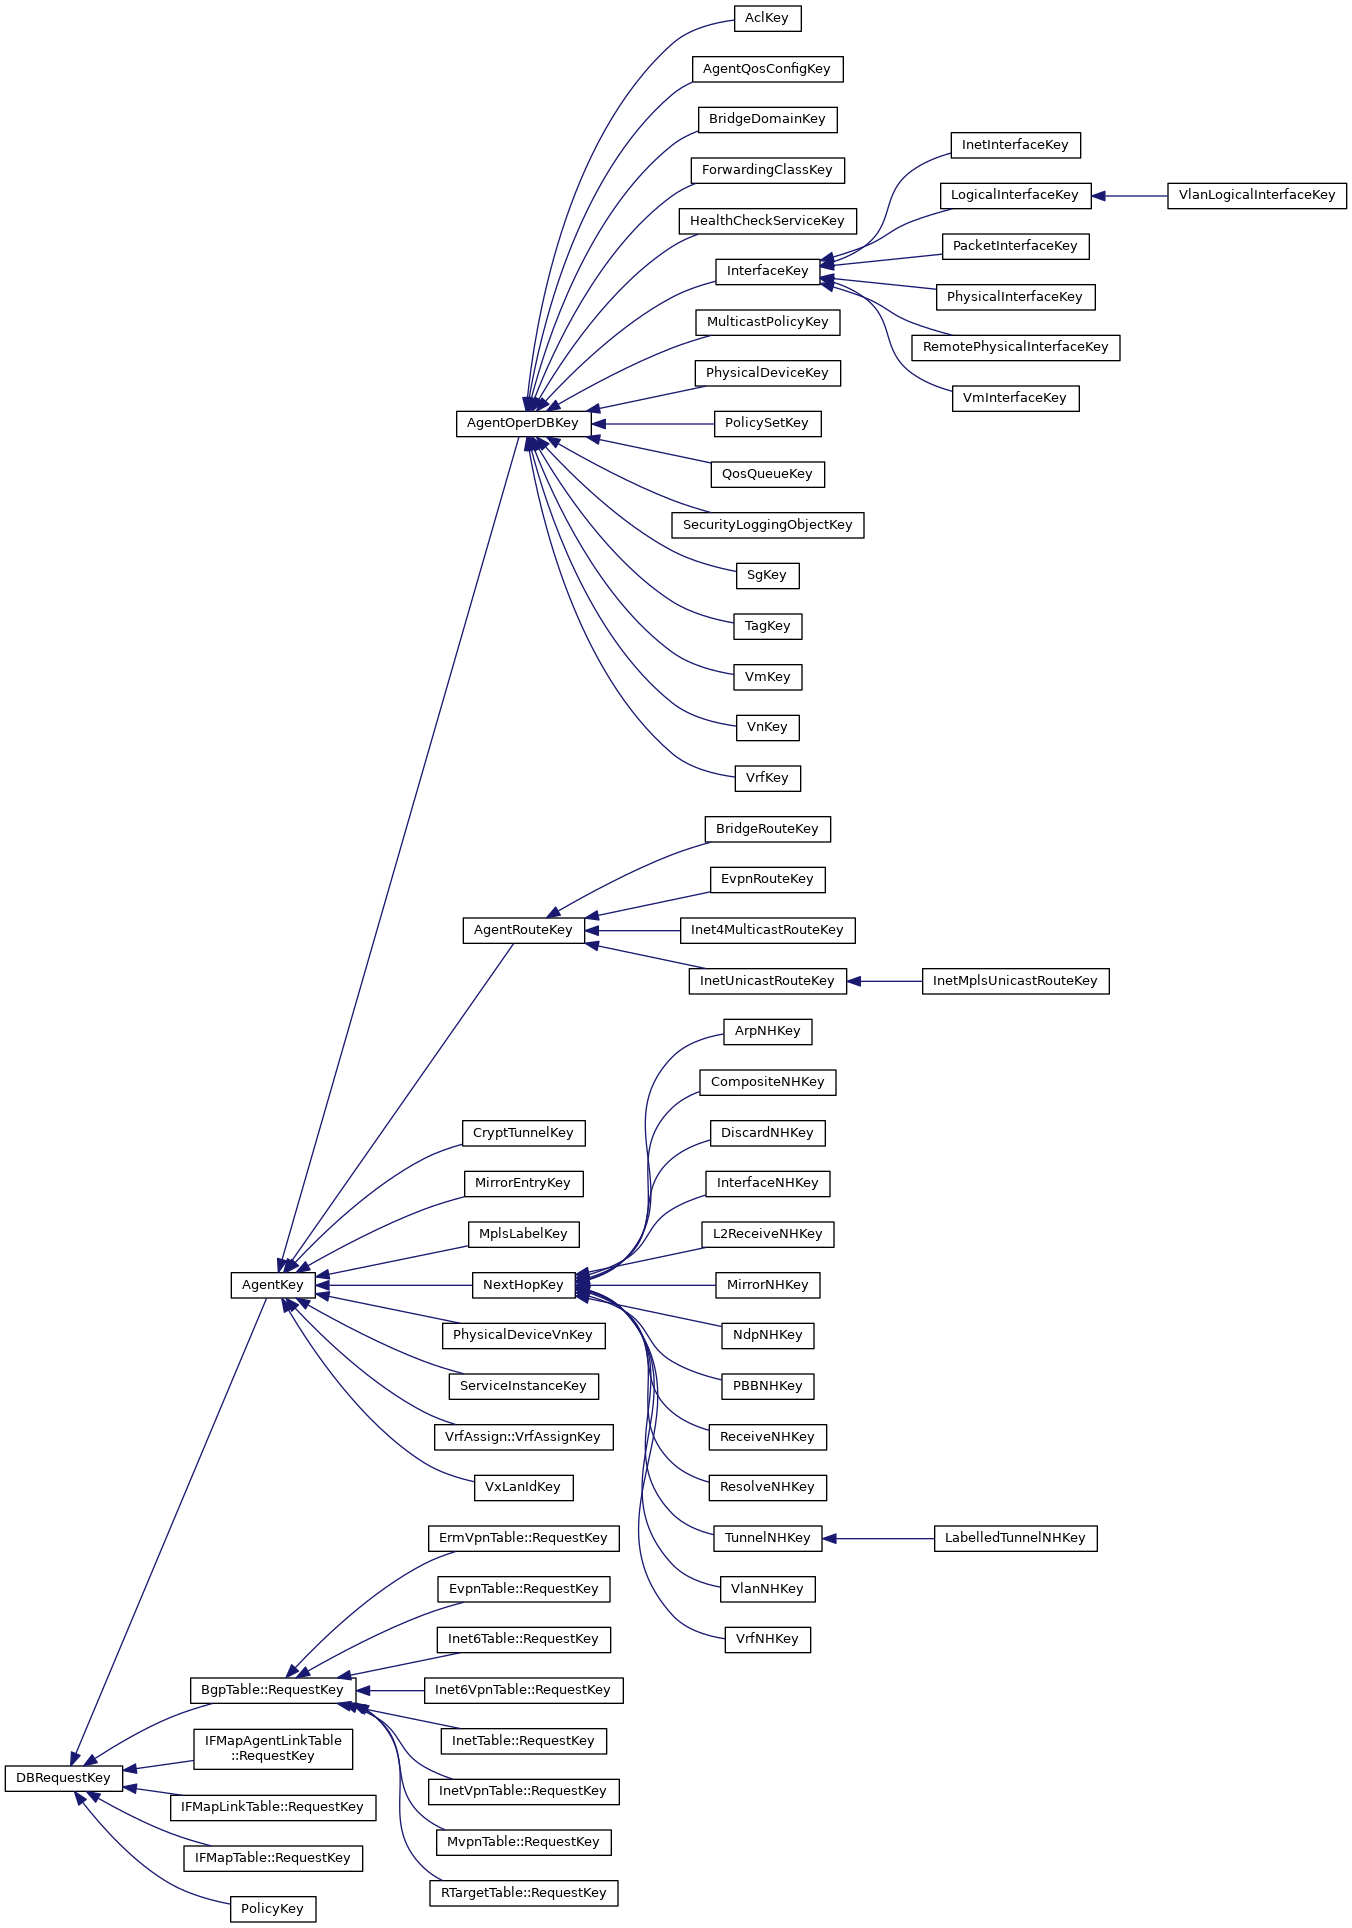 AclKey
AgentQosConfigKey
BridgeDomainKey
InetInterfaceKey
ForwardingClassKey
LogicalInterfaceKey
VlanLogicalInterfaceKey
HealthCheckServiceKey
PacketInterfaceKey
InterfaceKey
PhysicalInterfaceKey
MulticastPolicyKey
RemotePhysicalInterfaceKey
PhysicalDeviceKey
VmInterfaceKey
AgentOperDBKey
PolicySetKey
QosQueueKey
SecurityLoggingObjectKey
SgKey
TagKey
VmKey
VnKey
VrfKey
BridgeRouteKey
EvpnRouteKey
AgentRouteKey
Inet4MulticastRouteKey
InetUnicastRouteKey
InetMplsUnicastRouteKey
ArpNHKey
CompositeNHKey
CryptTunnelKey
DiscardNHKey
MirrorEntryKey
InterfaceNHKey
MplsLabelKey
L2ReceiveNHKey
AgentKey
NextHopKey
MirrorNHKey
PhysicalDeviceVnKey
NdpNHKey
ServiceInstanceKey
PBBNHKey
VrfAssign::VrfAssignKey
ReceiveNHKey
VxLanIdKey
ResolveNHKey
ErmVpnTable::RequestKey
TunnelNHKey
LabelledTunnelNHKey
EvpnTable::RequestKey
VlanNHKey
Inet6Table::RequestKey
VrfNHKey
BgpTable::RequestKey
Inet6VpnTable::RequestKey
InetTable::RequestKey
IFMapAgentLinkTable
::RequestKey
DBRequestKey
InetVpnTable::RequestKey
IFMapLinkTable::RequestKey
MvpnTable::RequestKey
IFMapTable::RequestKey
RTargetTable::RequestKey
PolicyKey